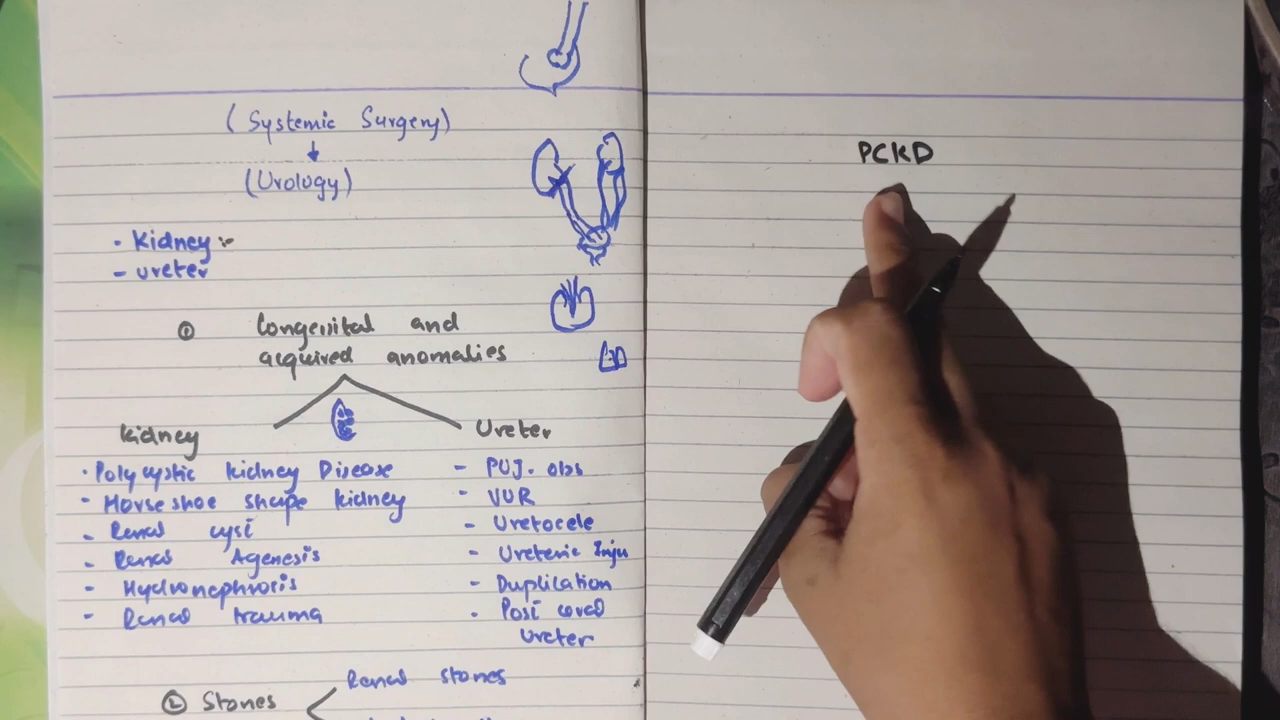 (Systemic Surgery)
(Urology)
· Kidney :-
- ureter
① Congenital and
acquired anomalies
kidney
· Polycystic kidney Disease
- Horseshoe shape kidney
- Renal cyst
- Renal Agenesis
- Hydronephrosis
- Renal trauma
Ureter
- PUJ. obs
- VUR
- Uretocele
- Ureteric Inju
- Duplication
- Post caval
Ureter
② Stones
Renal stones
PCKD